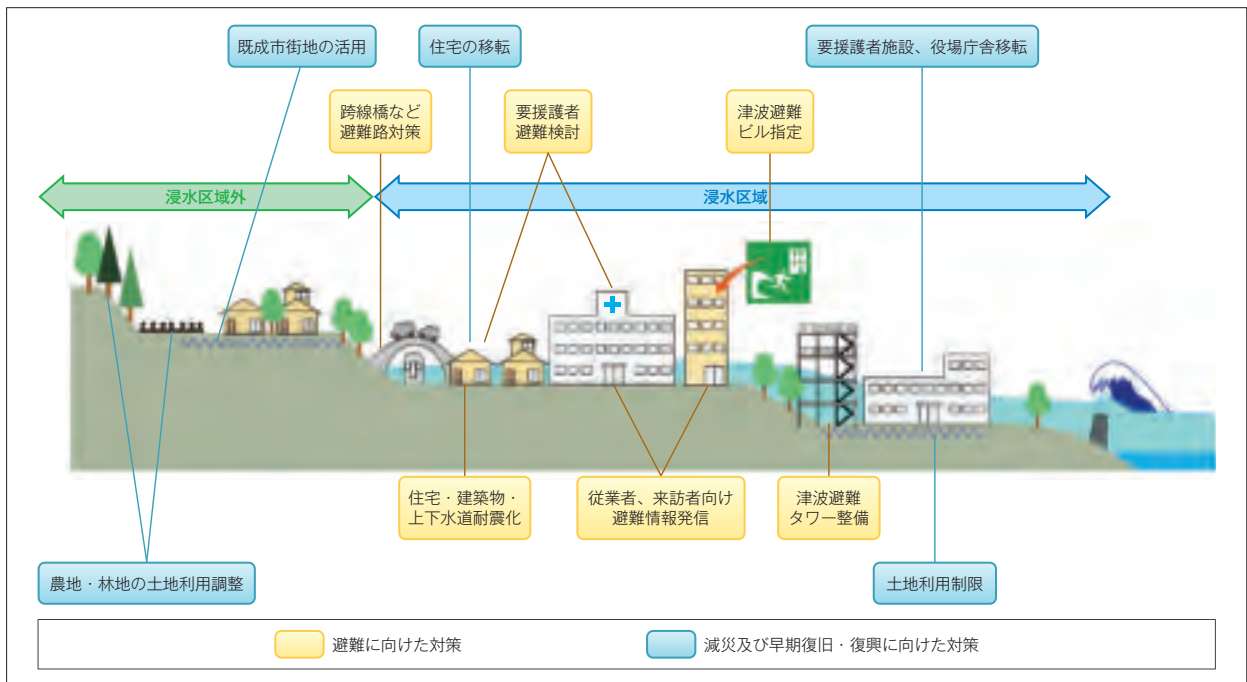 既成市街地の活用
住宅の移転
要援護者施設、役場庁舎移転
跨線橋など
避難路対策
要援護者
避難検討
津波避難
ビル指定
浸水区域外
浸水区域
住宅・建築物・
上下水道耐震化
従業者、来訪者向け
避難情報発信
津波避難
タワー整備
農地・林地の土地利用調整
土地利用制限
避難に向けた対策
減災及び早期復旧・復興に向けた対策